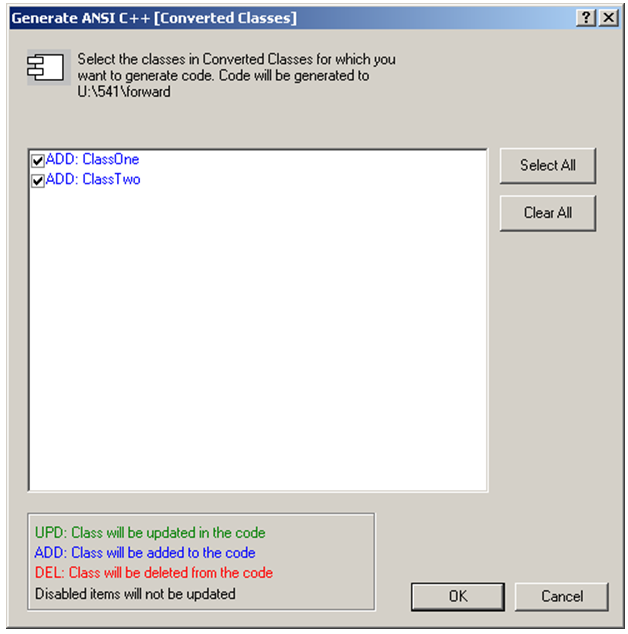 Generate ANSI C++ [Converted Classes]
Select the classes in Converted Classes for which you
want to generate code. Code will be generated to
U:\541\forward
ADD: ClassOne
ADD: ClassTwo
Select All
Clear All
UPD: Class will be updated in the code
ADD: Class will be added to the code
DEL: Class will be deleted from the code
Disabled items will not be updated
OK
Cancel